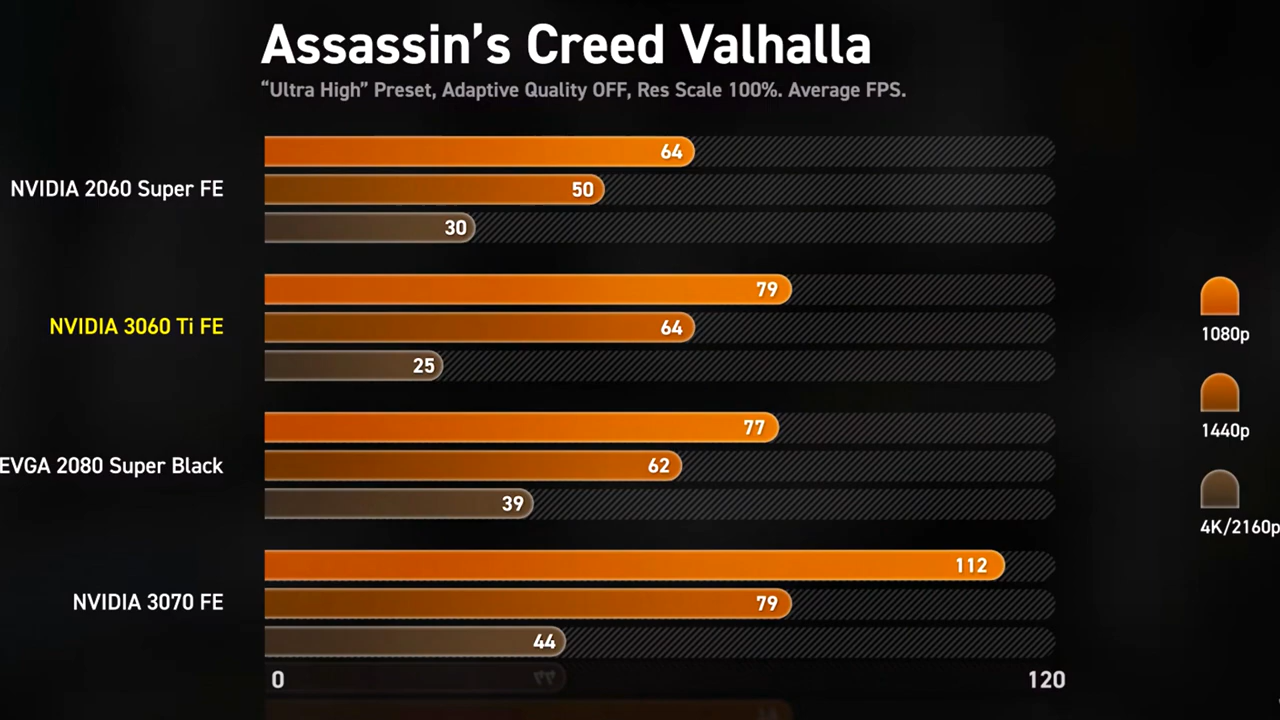 Assassin’s Creed Valhalla
“Ultra High” Preset, Adaptive Quality OFF, Res Scale 100%. Average FPS.
NVIDIA 2060 Super FE
64
50
30
NVIDIA 3060 Ti FE
79
64
25
EVGA 2080 Super Black
77
62
39
NVIDIA 3070 FE
112
79
44
0
120
1080p
1440p
4K/2160p